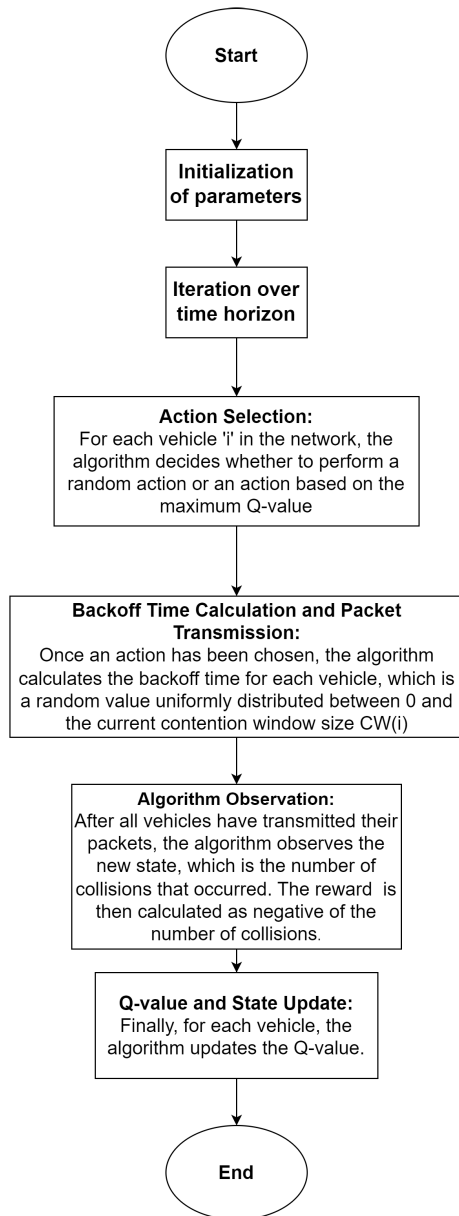 Start
Initialization
of parameters
Iteration over
time horizon
Action Selection:
For each vehicle 'i' in the network, the
algorithm decides whether to perform a
random action or an action based on the
maximum Q-value
Backoff Time Calculation and Packet
Transmission:
Once an action has been chosen, the algorithm
calculates the backoff time for each vehicle, which is
a random value uniformly distributed between 0 and
the current contention window size CW(i)
Algorithm Observation:
After all vehicles have transmitted their
packets, the algorithm observes the
new state, which is the number of
collisions that occurred. The reward is
then calculated as negative of the
number of collisions.
Q-value and State Update:
Finally, for each vehicle, the
algorithm updates the Q-value.
End